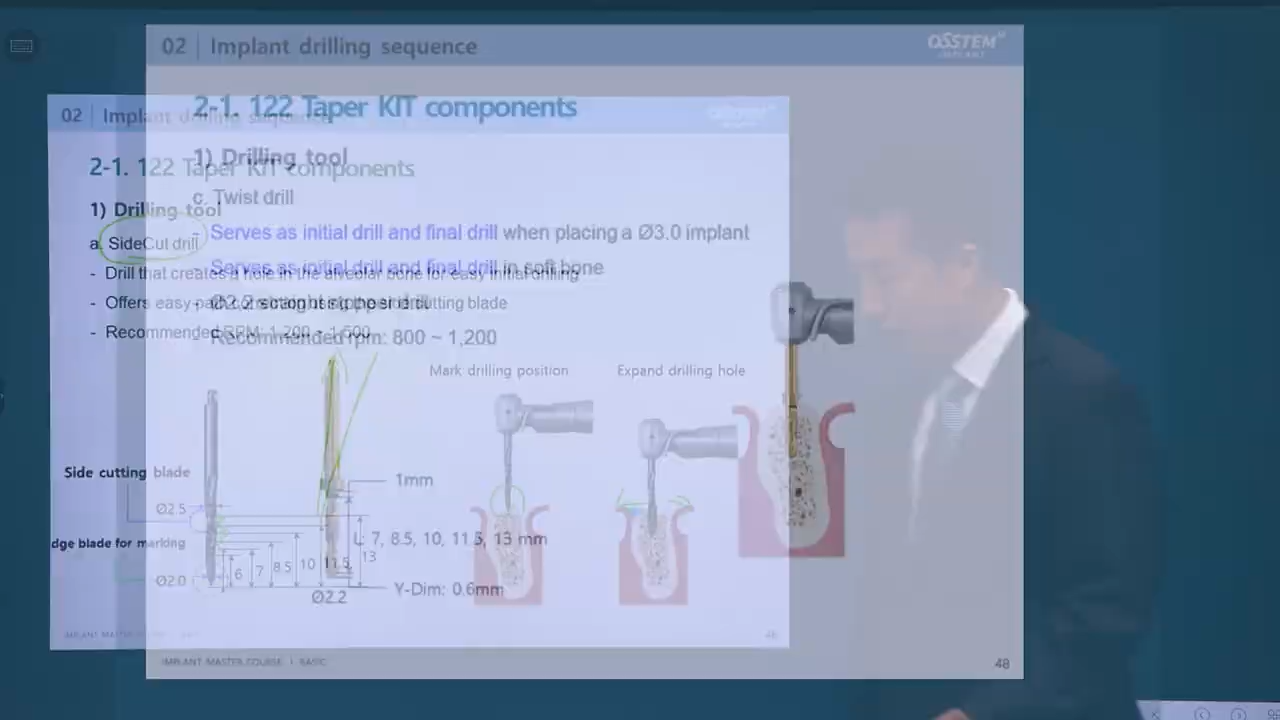 02 | Implant drilling sequence
OSSTEM
IMPLANT
2-1. 122 Taper KIT components
1) Drilling tool
c. Twist drill
- Serves as initial drill and final drill when placing a Ø3.0 implant
- Serves as initial drill and final drill in soft bone
Recommended rpm: 800 ~ 1,200
1mm
L: 7, 8.5, 10, 11.5, 13 mm
Y-Dim: 0.6mm
Ø2.2
IMPLANT MASTER COURSE | BASIC
48
02 | Implant drilling sequence
2-1. 122 Taper KIT components
1) Drilling tool
a. SideCut drill
- Drill that creates a hole in the alveolar bone for easy initial drilling
- Offers easy
cutting blade
- Recommended RPM: 1,200 ~ 1,500
Mark drilling position
Expand drilling hole
Side cutting blade
Ø2.5
dge blade for marking
Ø2.0
6
7
8.5
10
11.5
13